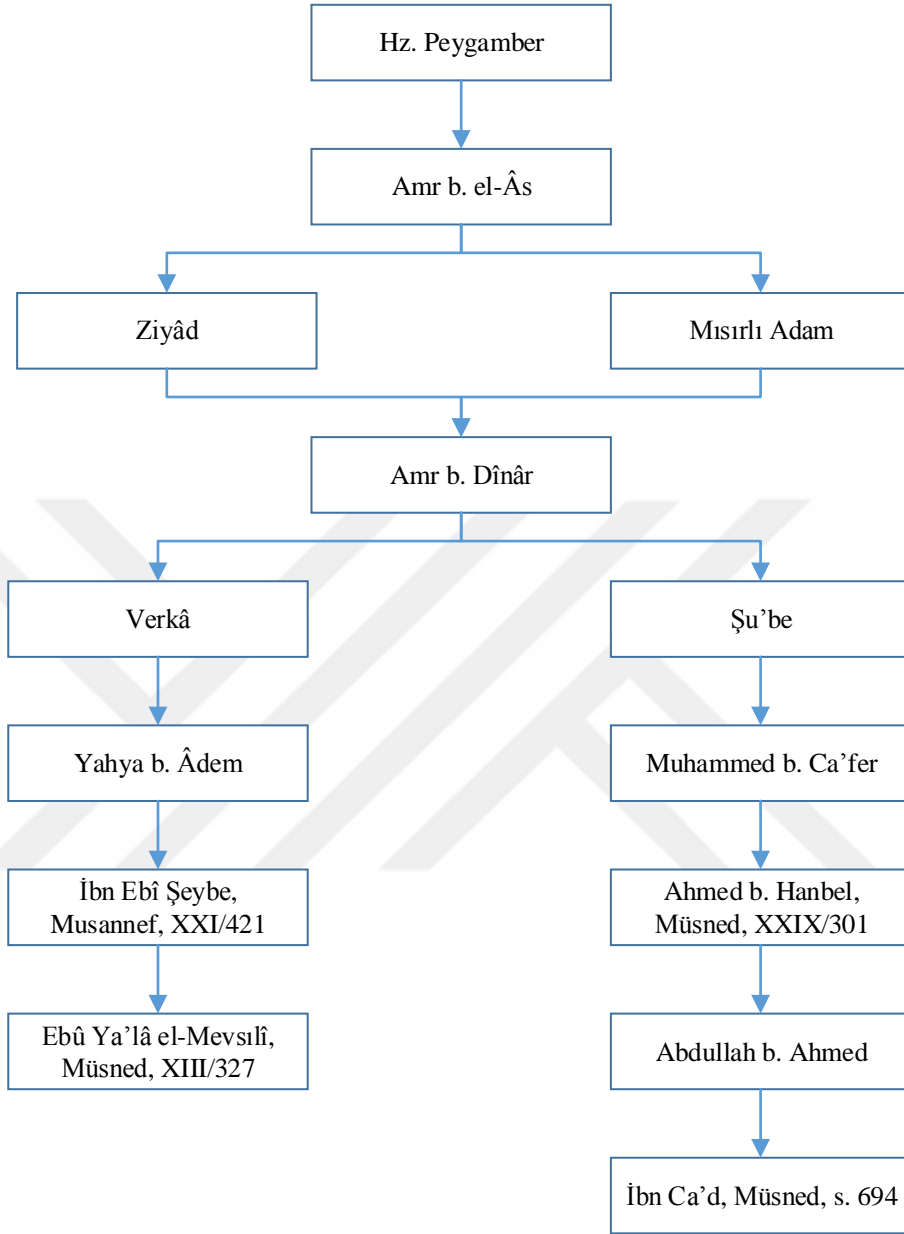 Hz. Peygamber
Amr b. el-Âs
Ziyâd
Mısırlı Adam
Amr b. Dînâr
Verkâ
Şu’be
Yahya b. Âdem
Muhammed b. Ca’fer
İbn Ebî Şeybe,
Musannef, XXI/421
Ahmed b. Hanbel,
Müsned, XXIX/301
Ebû Ya’lâ el-Mevsılî,
Müsned, XIII/327
Abdullah b. Ahmed
İbn Ca’d, Müsned, s. 694